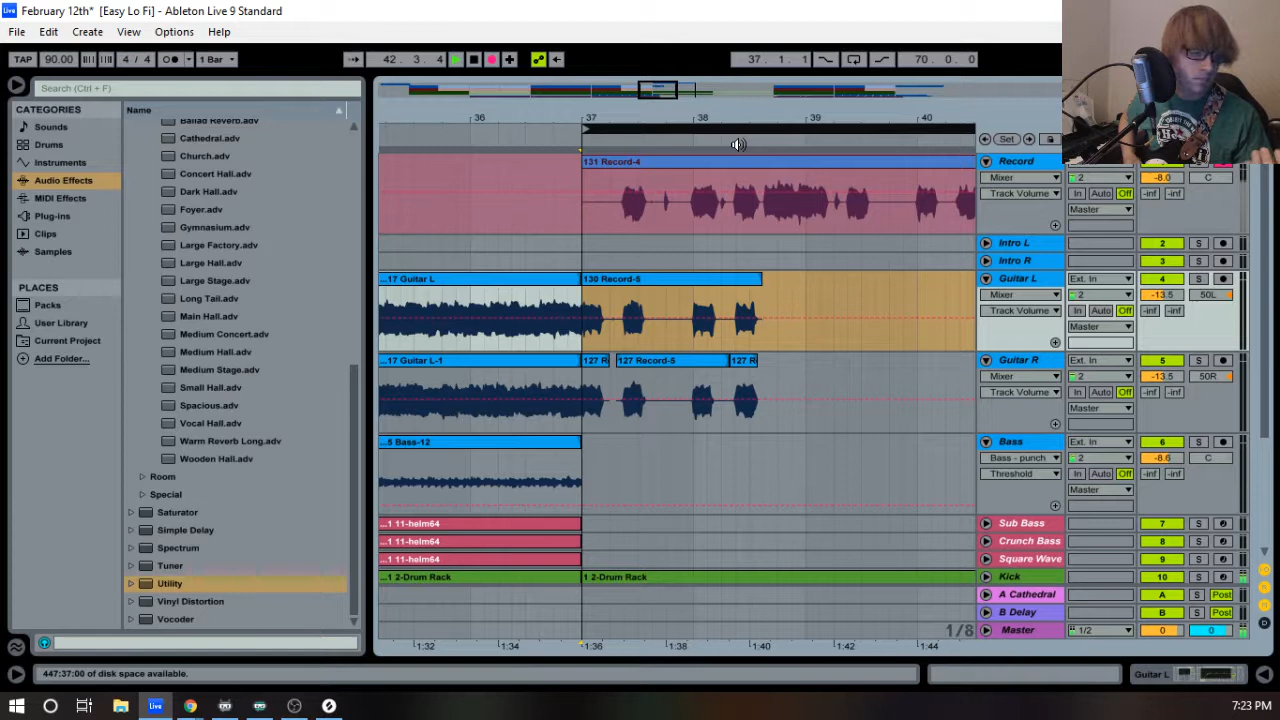 February 12th* [Easy Lo Fi] - Ableton Live 9 Standard
File Edit Create View Options Help
TAP 90.00 4 / 4 1 Bar 42. 3. 4 37. 1. 1 70. 0. 0
Search (Ctrl + F)
CATEGORIES
Sounds
Drums
Instruments
Audio Effects
MIDI Effects
Plug-ins
Clips
Samples
PLACES
Packs
User Library
Current Project
Add Folder...
Name
Ballad Reverb.adv
Cathedral.adv
Church.adv
Concert Hall.adv
Dark Hall.adv
Foyer.adv
Gymnasium.adv
Large Factory.adv
Large Hall.adv
Large Stage.adv
Long Tail.adv
Main Hall.adv
Medium Concert.adv
Medium Hall.adv
Medium Stage.adv
Small Hall.adv
Spacious.adv
Vocal Hall.adv
Warm Reverb Long.adv
Wooden Hall.adv
Room
Special
Saturator
Simple Delay
Spectrum
Tuner
Utility
Vinyl Distortion
Vocoder
36 37 38 39 40
Set
131 Record-4
Record
Mixer 2 -8.0 C
Track Volume In Auto Off -inf -inf
Master
Intro L 2 S
Intro R 3 S
...17 Guitar L 130 Record-5 Guitar L Ext. In 4 S
Mixer 2 -13.5 50L
Track Volume In Auto Off -inf -inf
Master
...17 Guitar L-1 127 R 127 Record-5 127 R Guitar R Ext. In 5 S
Mixer 2 -13.5 50R
Track Volume In Auto Off -inf -inf
Master
...5 Bass-12 Bass Ext. In 6 S
Bass - punch 2 -8.6 C
Threshold In Auto Off -inf -inf
Master
...1 11-helm64 Sub Bass 7 S
...1 11-helm64 Crunch Bass 8 S
...1 11-helm64 Square Wave 9 S
...1 2-Drum Rack 1 2-Drum Rack Kick 10 S
A Cathedral A S Post
B Delay B S Post
1/8 Master 1/2 0 0
1:32 1:36 1:38 1:40 1:42 1:44
447:37:00 of disk space available.
Guitar L
Live
7:23 PM